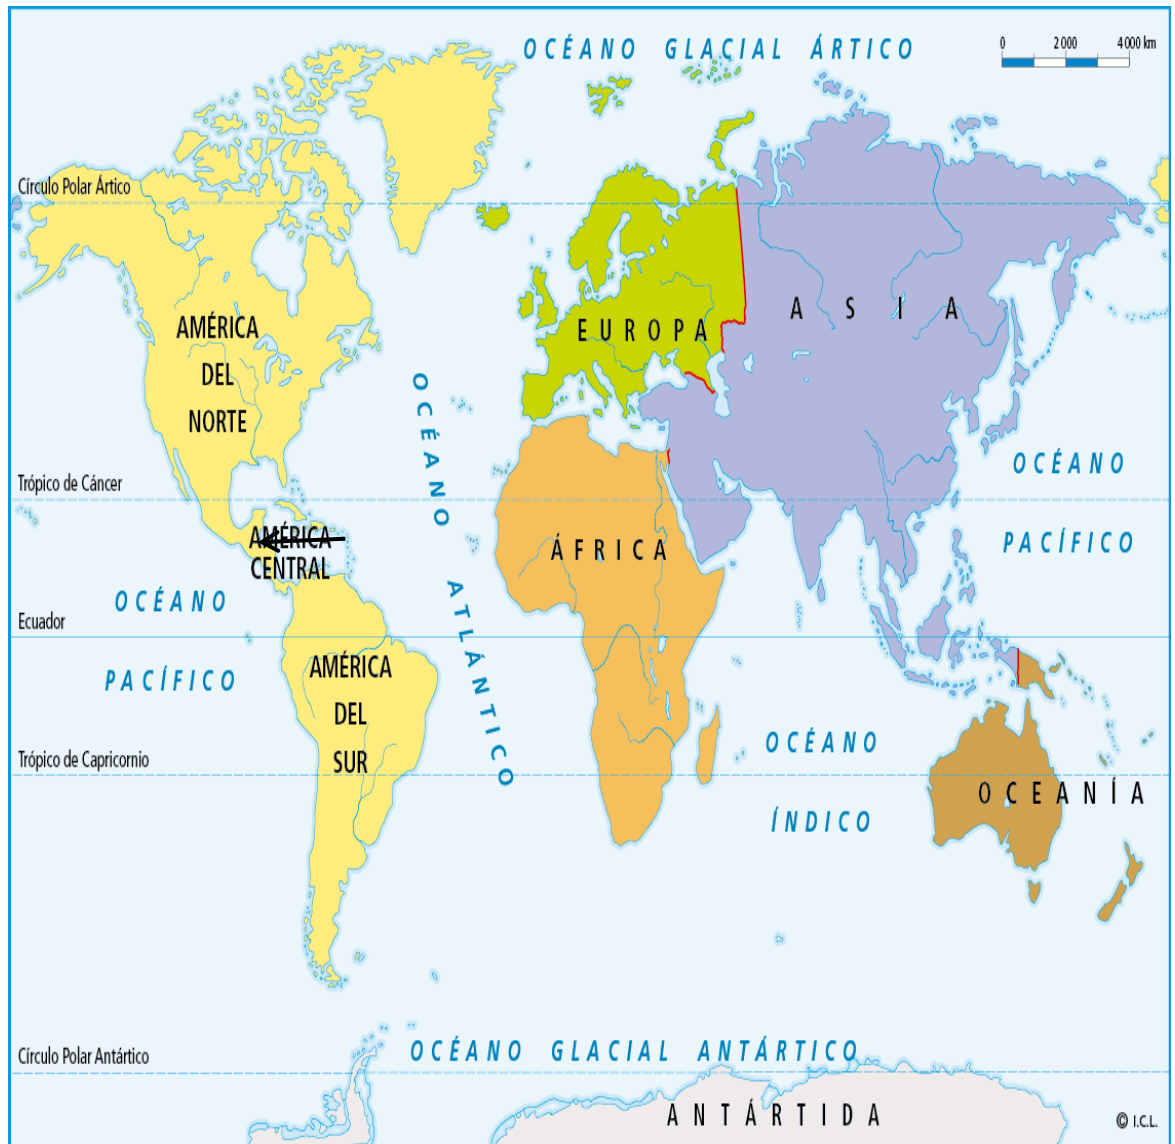 OCÉANO GLACIAL ÁRTICO
0 2 000 4 000 km
Círculo Polar Ártico
AMÉRICA
DEL
NORTE
EUROPA
ASIA
OCÉANO ATLÁNTICO
Trópico de Cáncer
OCÉANO
PACÍFICO
AMÉRICA
CENTRAL
ÁFRICA
OCÉANO
PACÍFICO
Ecuador
AMÉRICA
DEL
SUR
OCÉANO
ÍNDICO
Trópico de Capricornio
OCEANÍA
Círculo Polar Antártico
OCÉANO GLACIAL ANTÁRTICO
ANTÁRTIDA
© I.C.L.